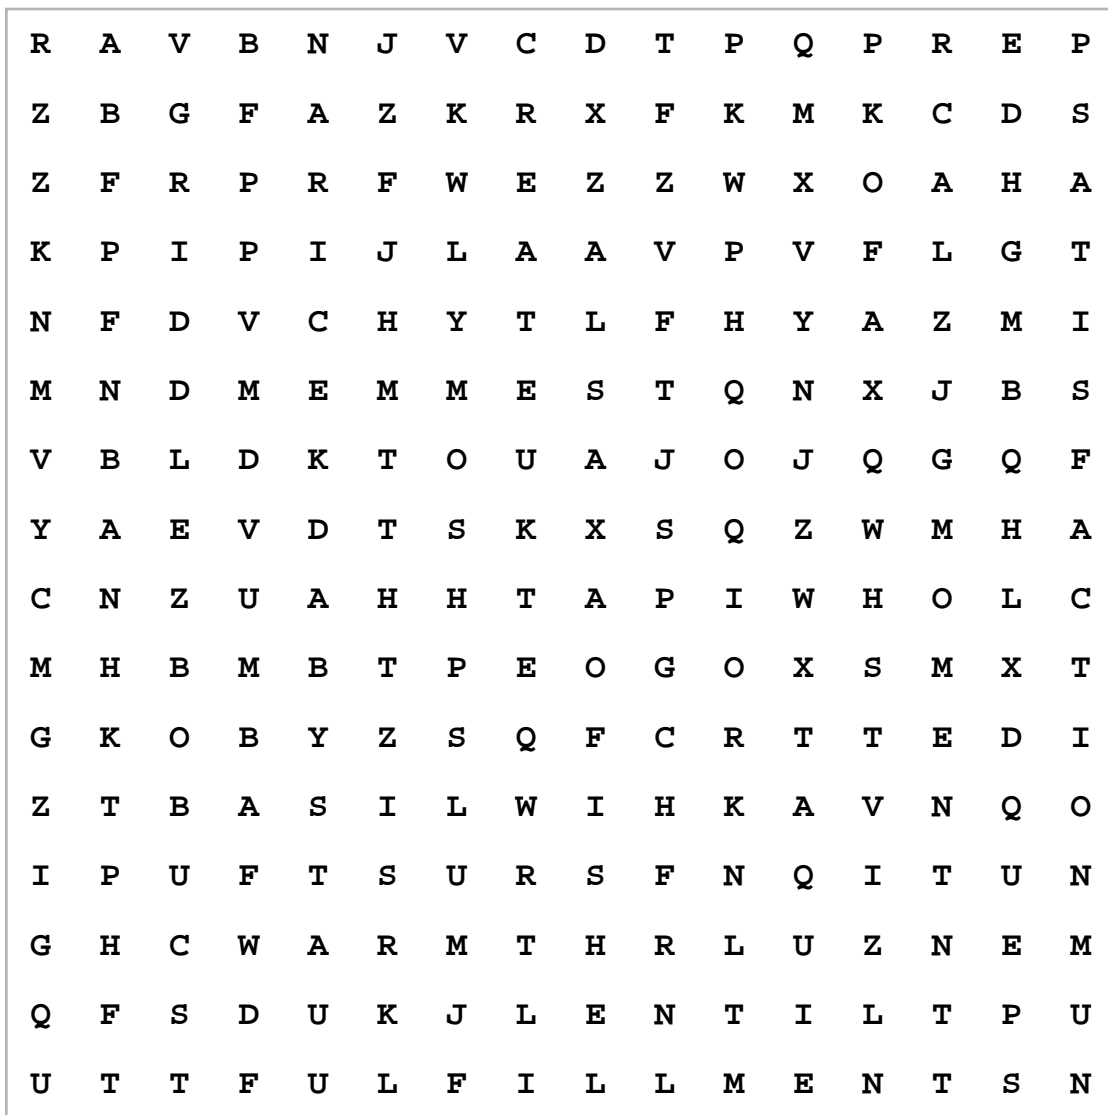 R A V B N J V C D T P Q P R E P
Z B G F A Z K R X F K M K C D S
Z F R P R F W E Z Z W X O A H A
K P I P I J L A A V P V F L G T
N F D V C H Y T L F H Y A Z M I
M N D M E M M E S T Q N X J B S
V B L D K T O U A J O J Q G Q F
Y A E V D T S K X S Q Z W M H A
C N Z U A H H T A P I W H O L C
M H B M B T P E O G O X S M X T
G K O B Y Z S Q F C R T T E D I
Z T B A S I L W I H K A V N Q O
I P U F T S U R S F N Q I T U N
G H C W A R M T H R L U Z N E M
Q F S D U K J L E N T I L T P U
U T T F U L F I L L M E N T S N